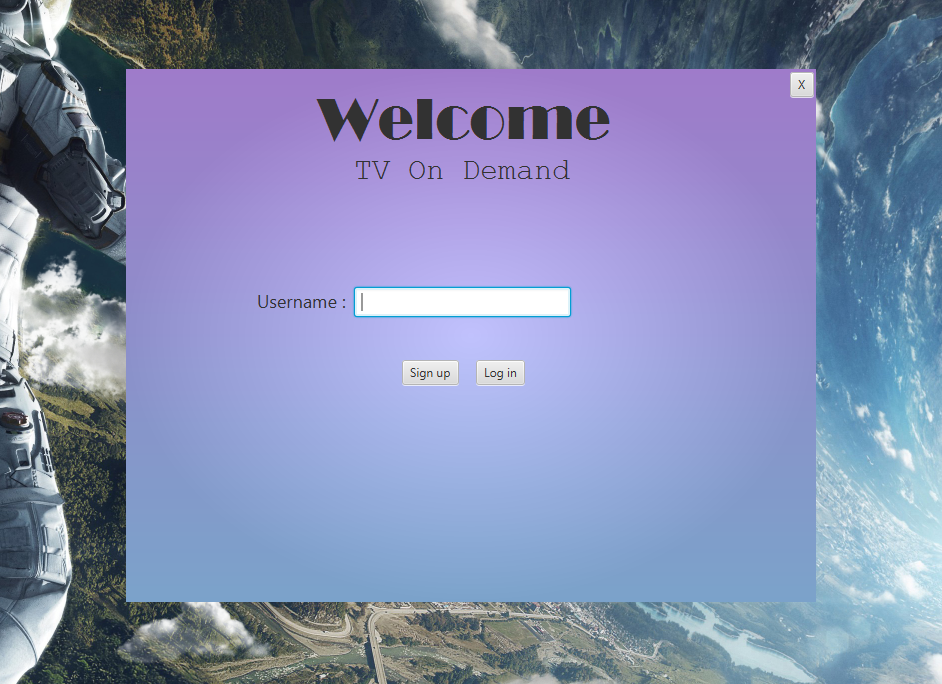 X
Welcome
TV On Demand
Username :
Sign up Log in